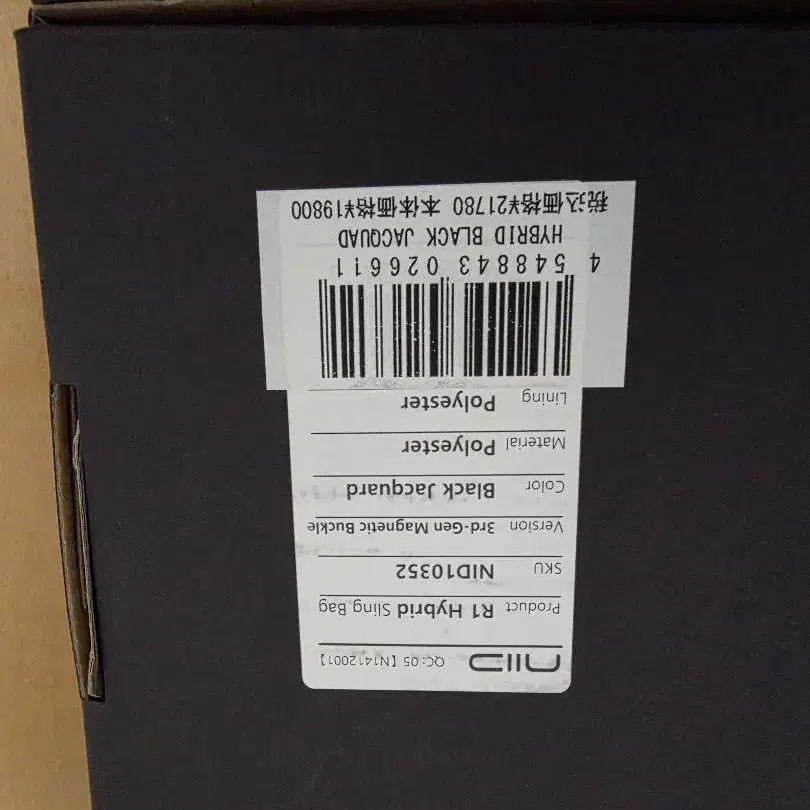 NIID QC:05【N1412001】
Product R1 Hybrid Sling Bag
SKU NID10352
Version 3rd-Gen Magnetic Buckle
Color Black Jacquard
Material Polyester
Lining Polyester
4 548843 026611
HYBRID BLACK JACQUAD
税込価格¥21780 本体価格¥19800